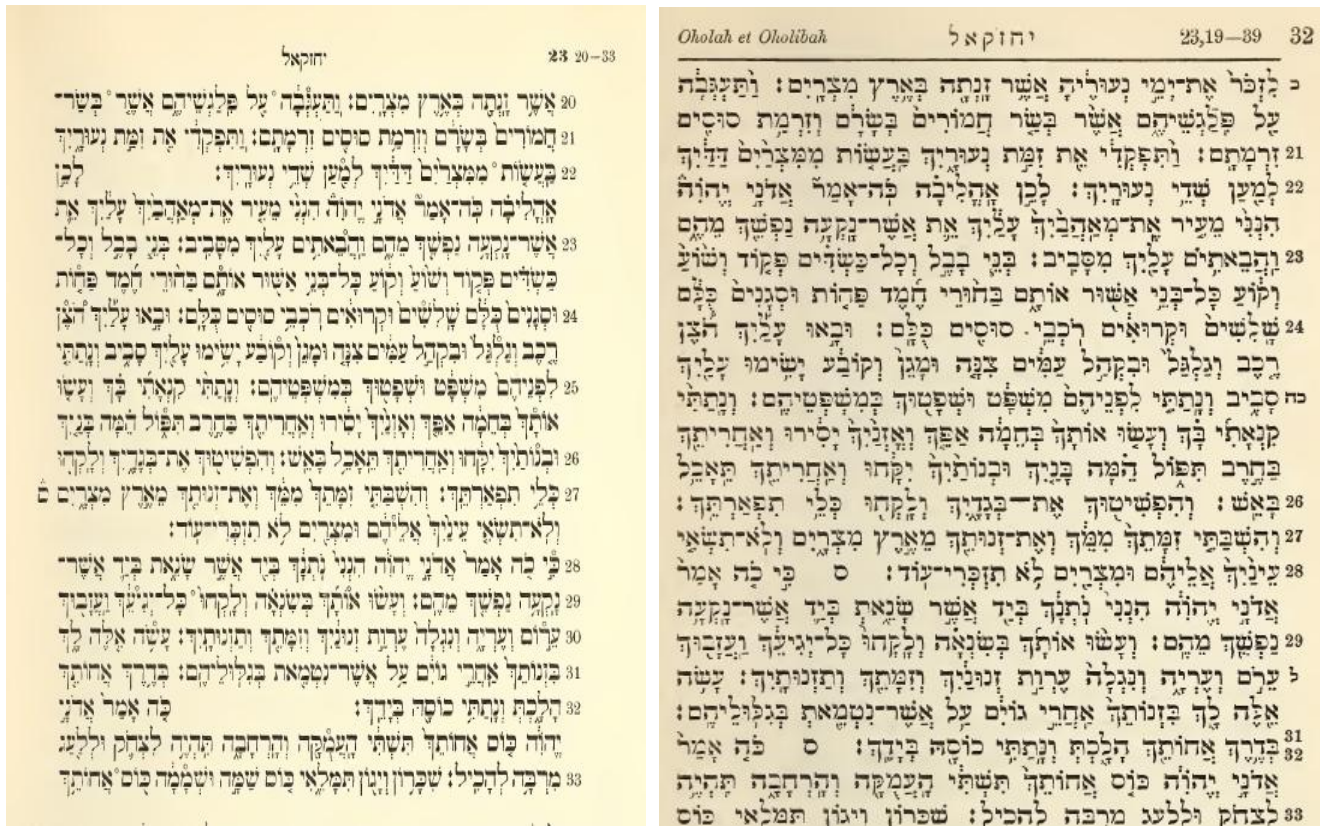 יחזקאל 23 20–33
20 אֲשֶׁר זָנְתָה בְּאֶרֶץ מִצְרָיִם׃ וַתַּעְגְּבָה עַל פִּלַגְשֵׁיהֶם אֲשֶׁר בְּשַׂר־
21 חֲמוֹרִים בְּשָׂרָם וְזִרְמַת סוּסִים זִרְמָתָם׃ וַתִּפְקְדִי אֵת זִמַּת נְעוּרָיִךְ
22 בַּעְשׂוֹת מִמִּצְרַיִם דַּדַּיִךְ לְמַעַן שְׁדֵי נְעוּרָיִךְ׃ לָכֵן
אָהֳלִיבָה כֹּה־אָמַר אֲדֹנָי יְהוִֹה הִנְנִי מֵעִיר אֶת־מְאַהֲבַיִךְ עָלַיִךְ אֵת
23 אֲשֶׁר־נָקְעָה נַפְשֵׁךְ מֵהֶם וַהֲבֵאתִים עָלַיִךְ מִסָּבִיב׃ בְּנֵי בָבֶל וְכָל־
כַּשְׂדִּים פְּקוֹד וְשׁוֹעַ וְקוֹעַ כָּל־בְּנֵי אַשּׁוּר אוֹתָם בַּחוּרֵי חֶמֶד פַּחוֹת
24 וּסְגָנִים כֻּלָּם שָׁלִשִׁים וּקְרוּאִים רֹכְבֵי סוּסִים כֻּלָּם׃ וּבָאוּ עָלַיִךְ הֹצֶן
רֶכֶב וְגַלְגַּל וּבִקְהַל עַמִּים צִנָּה וּמָגֵן וְקוֹבַע יָשִׂימוּ עָלַיִךְ סָבִיב וְנָתַתִּי
25 לִפְנֵיהֶם מִשְׁפָּט וּשְׁפָטוּךְ בְּמִשְׁפְּטֵיהֶם׃ וְנָתַתִּי קִנְאָתִי בָּךְ וְעָשׂוּ
אוֹתָךְ בְּחֵמָה אַפֵּךְ וְאָזְנַיִךְ יָסִירוּ וְאַחֲרִיתֵךְ בַּחֶרֶב תִּפּוֹל הֵמָּה בָּנַיִךְ
26 וּבְנוֹתַיִךְ יִקָּחוּ וְאַחֲרִיתֵךְ תֵּאָכֵל בָּאֵשׁ׃ וְהִפְשִׁיטוּךְ אֶת־בְּגָדָיִךְ וְלָקְחוּ
27 כְּלֵי תִפְאַרְתֵּךְ׃ וְהִשְׁבַּתִּי זִמָּתֵךְ מִמֵּךְ וְאֶת־זְנוּתֵךְ מֵאֶרֶץ מִצְרָיִם
וְלֹא־תִשְׂאִי עֵינַיִךְ אֲלֵיהֶם וּמִצְרַיִם לֹא תִזְכְּרִי־עוֹד׃
28 כִּי כֹה אָמַר אֲדֹנָי יְהוִֹה הִנְנִי נֹתְנָךְ בְּיַד אֲשֶׁר שָׂנֵאת בְּיַד אֲשֶׁר־
29 נָקְעָה נַפְשֵׁךְ מֵהֶם׃ וְעָשׂוּ אוֹתָךְ בְּשִׂנְאָה וְלָקְחוּ כָּל־יְגִיעֵךְ וַעֲזָבוּךְ
30 עֵרוֹם וְעֶרְיָה וְנִגְלָה עֶרְוַת זְנוּנַיִךְ וְזִמָּתֵךְ וְתַזְנוּתָיִךְ׃ עָשֹׂה אֵלֶּה לָךְ
31 בִּזְנוֹתֵךְ אַחֲרֵי גוֹיִם עַל אֲשֶׁר־נִטְמֵאת בְּגִלּוּלֵיהֶם׃ בְּדֶרֶךְ אֲחוֹתֵךְ
32 הָלָכְתְּ וְנָתַתִּי כוֹסָהּ בְּיָדֵךְ׃ כֹּה אָמַר אֲדֹנָי
יְהוִֹה כּוֹס אֲחוֹתֵךְ תִּשְׁתִּי הָעֲמֻקָּה וְהָרְחָבָה תִּהְיֶה לִצְחֹק וּלְלַעַג
33 מִרְבָּה לְהָכִיל׃ שִׁכָּרוֹן וְיָגוֹן תִּמָּלֵאִי כּוֹס שַׁמָּה וּשְׁמָמָה כּוֹס אֲחוֹתֵךְ
Oholah et Oholibah יחזקאל 23,19—39 32
כ לִזְכֹּר אֶת־יְמֵי נְעוּרֶיהָ אֲשֶׁר זָנְתָה בְּאֶרֶץ מִצְרָיִם׃ וַתַּעְגְּבָה
עַל פִּלַגְשֵׁיהֶם אֲשֶׁר בְּשַׂר חֲמוֹרִים בְּשָׂרָם וְזִרְמַת סוּסִים
21 זִרְמָתָם׃ וַתִּפְקְדִי אֵת זִמַּת נְעוּרָיִךְ בַּעְשׂוֹת מִמִּצְרַיִם דַּדַּיִךְ
22 לְמַעַן שְׁדֵי נְעוּרָיִךְ׃ לָכֵן אָהֳלִיבָה כֹּה־אָמַר אֲדֹנָי יְהוִֹה
הִנְנִי מֵעִיר אֶת־מְאַהֲבַיִךְ עָלַיִךְ אֵת אֲשֶׁר־נָקְעָה נַפְשֵׁךְ מֵהֶם
23 וַהֲבֵאתִים עָלַיִךְ מִסָּבִיב׃ בְּנֵי בָבֶל וְכָל־כַּשְׂדִּים פְּקוֹד וְשׁוֹעַ
וְקוֹעַ כָּל־בְּנֵי אַשּׁוּר אוֹתָם בַּחוּרֵי חֶמֶד פַּחוֹת וּסְגָנִים כֻּלָּם
24 שָׁלִשִׁים וּקְרוּאִים רֹכְבֵי סוּסִים כֻּלָּם׃ וּבָאוּ עָלַיִךְ הֹצֶן
רֶכֶב וְגַלְגַּל וּבִקְהַל עַמִּים צִנָּה וּמָגֵן וְקוֹבַע יָשִׂימוּ עָלַיִךְ
כה סָבִיב וְנָתַתִּי לִפְנֵיהֶם מִשְׁפָּט וּשְׁפָטוּךְ בְּמִשְׁפְּטֵיהֶם׃ וְנָתַתִּי
קִנְאָתִי בָּךְ וְעָשׂוּ אוֹתָךְ בְּחֵמָה אַפֵּךְ וְאָזְנַיִךְ יָסִירוּ וְאַחֲרִיתֵךְ
בַּחֶרֶב תִּפּוֹל הֵמָּה בָּנַיִךְ וּבְנוֹתַיִךְ יִקָּחוּ וְאַחֲרִיתֵךְ תֵּאָכֵל
26 בָּאֵשׁ׃ וְהִפְשִׁיטוּךְ אֶת־בְּגָדָיִךְ וְלָקְחוּ כְּלֵי תִפְאַרְתֵּךְ׃
27 וְהִשְׁבַּתִּי זִמָּתֵךְ מִמֵּךְ וְאֶת־זְנוּתֵךְ מֵאֶרֶץ מִצְרָיִם וְלֹא־תִשְׂאִי
28 עֵינַיִךְ אֲלֵיהֶם וּמִצְרַיִם לֹא תִזְכְּרִי־עוֹד׃ ס כִּי כֹה אָמַר
אֲדֹנָי יְהוִֹה הִנְנִי נֹתְנָךְ בְּיַד אֲשֶׁר שָׂנֵאת בְּיַד אֲשֶׁר־נָקְעָה
29 נַפְשֵׁךְ מֵהֶם׃ וְעָשׂוּ אוֹתָךְ בְּשִׂנְאָה וְלָקְחוּ כָּל־יְגִיעֵךְ וַעֲזָבוּךְ
ל עֵרֹם וְעֶרְיָה וְנִגְלָה עֶרְוַת זְנוּנַיִךְ וְזִמָּתֵךְ וְתַזְנוּתָיִךְ׃ עָשֹׂה
אֵלֶּה לָךְ בִּזְנוֹתֵךְ אַחֲרֵי גוֹיִם עַל אֲשֶׁר־נִטְמֵאת בְּגִלּוּלֵיהֶם׃
31 32 בְּדֶרֶךְ אֲחוֹתֵךְ הָלָכְתְּ וְנָתַתִּי כוֹסָהּ בְּיָדֵךְ׃ ס כֹּה אָמַר
אֲדֹנָי יְהוִֹה כּוֹס אֲחוֹתֵךְ תִּשְׁתִּי הָעֲמֻקָּה וְהָרְחָבָה תִּהְיֶה
33 לִצְחֹק וּלְלַעַג מִרְבָּה לְהָכִיל׃ שִׁכָּרוֹן וְיָגוֹן תִּמָּלֵאִי כּוֹס